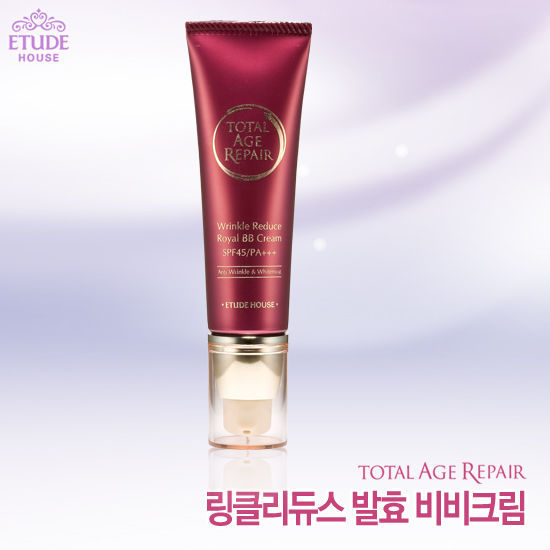 ETUDE
HOUSE
TOTAL
AGE
REPAIR
Wrinkle Reduce
Royal BB Cream
SPF45/PA+++
Anti Wrinkle & Whitening
• ETUDE HOUSE •
TOTAL AGE REPAIR
링클리듀스 발효 비비크림